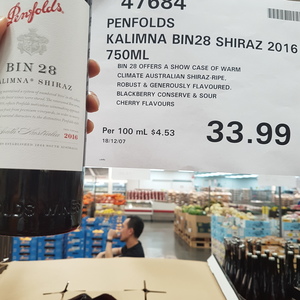 Penfolds
BIN 28
KALIMNA SHIRAZ
2016
47684
PENFOLDS
KALIMNA BIN28 SHIRAZ 2016
750ML
BIN 28 OFFERS A SHOW CASE OF WARM
CLIMATE AUSTRALIAN SHIRAZ-RIPE,
ROBUST & GENEROUSLY FLAVOURED.
BLACKBERRY CONSERVE & SOUR
CHERRY FLAVOURS
Per 100 mL $4.53
33.99
18/12/07